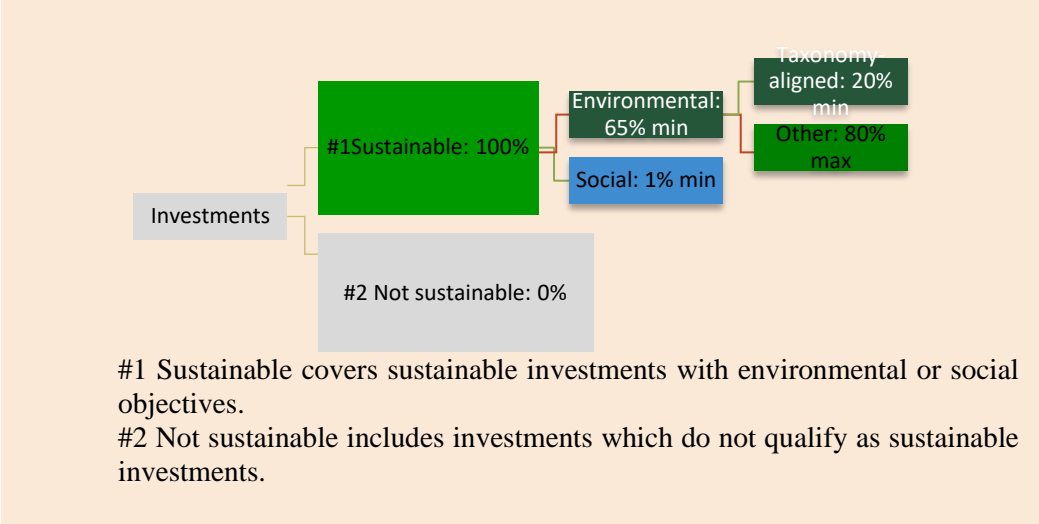 Taxonomy-
aligned: 20%
min
Environmental:
65% min
#1Sustainable: 100%
Other: 80%
max
Social: 1% min
Investments
#2 Not sustainable: 0%
#1 Sustainable covers sustainable investments with environmental or social
objectives.
#2 Not sustainable includes investments which do not qualify as sustainable
investments.